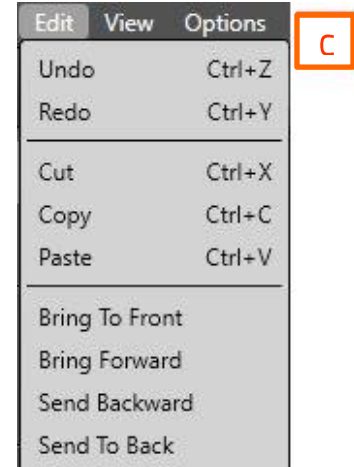 Edit View Options
C
Undo Ctrl+Z
Redo Ctrl+Y
Cut Ctrl+X
Copy Ctrl+C
Paste Ctrl+V
Bring To Front
Bring Forward
Send Backward
Send To Back